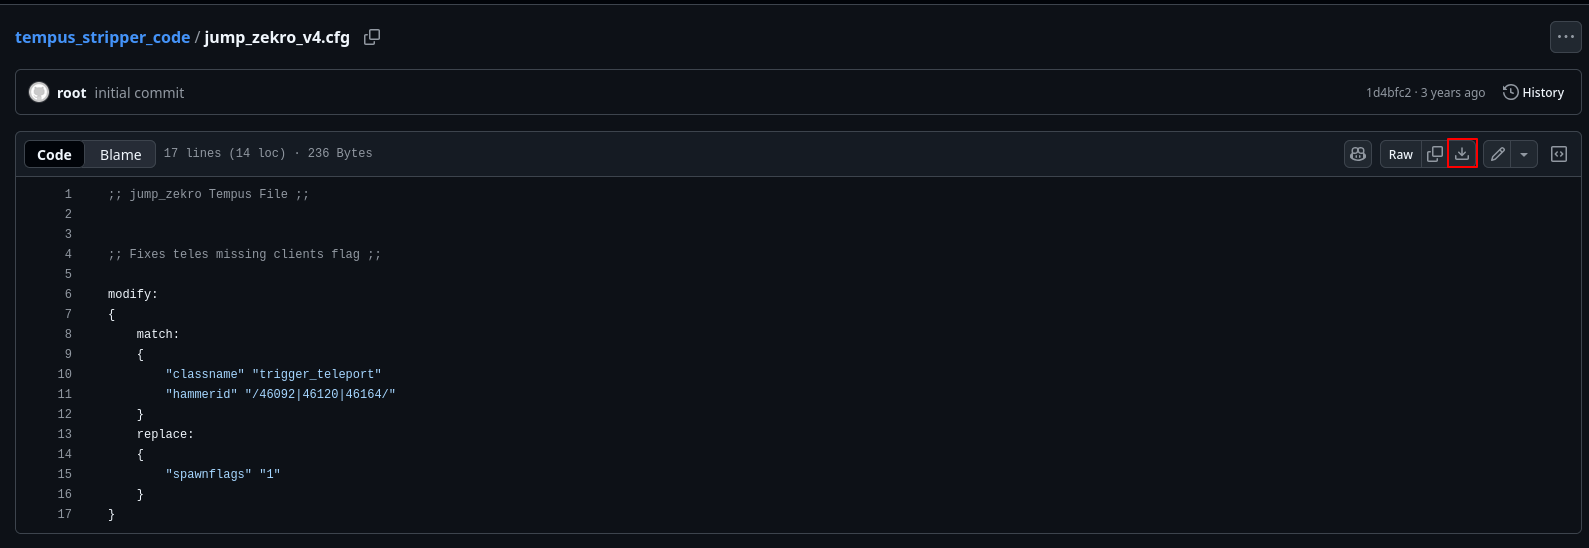 tempus_stripper_code / jump_zekro_v4.cfg
root initial commit 1d4bfc2 · 3 years ago History
Code Blame 17 lines (14 loc) · 236 Bytes Raw
1 ;; jump_zekro Tempus File ;;
2
3
4 ;; Fixes teles missing clients flag ;;
5
6 modify:
7 {
8 match:
9 {
10 "classname" "trigger_teleport"
11 "hammerid" "/46092|46120|46164/"
12 }
13 replace:
14 {
15 "spawnflags" "1"
16 }
17 }